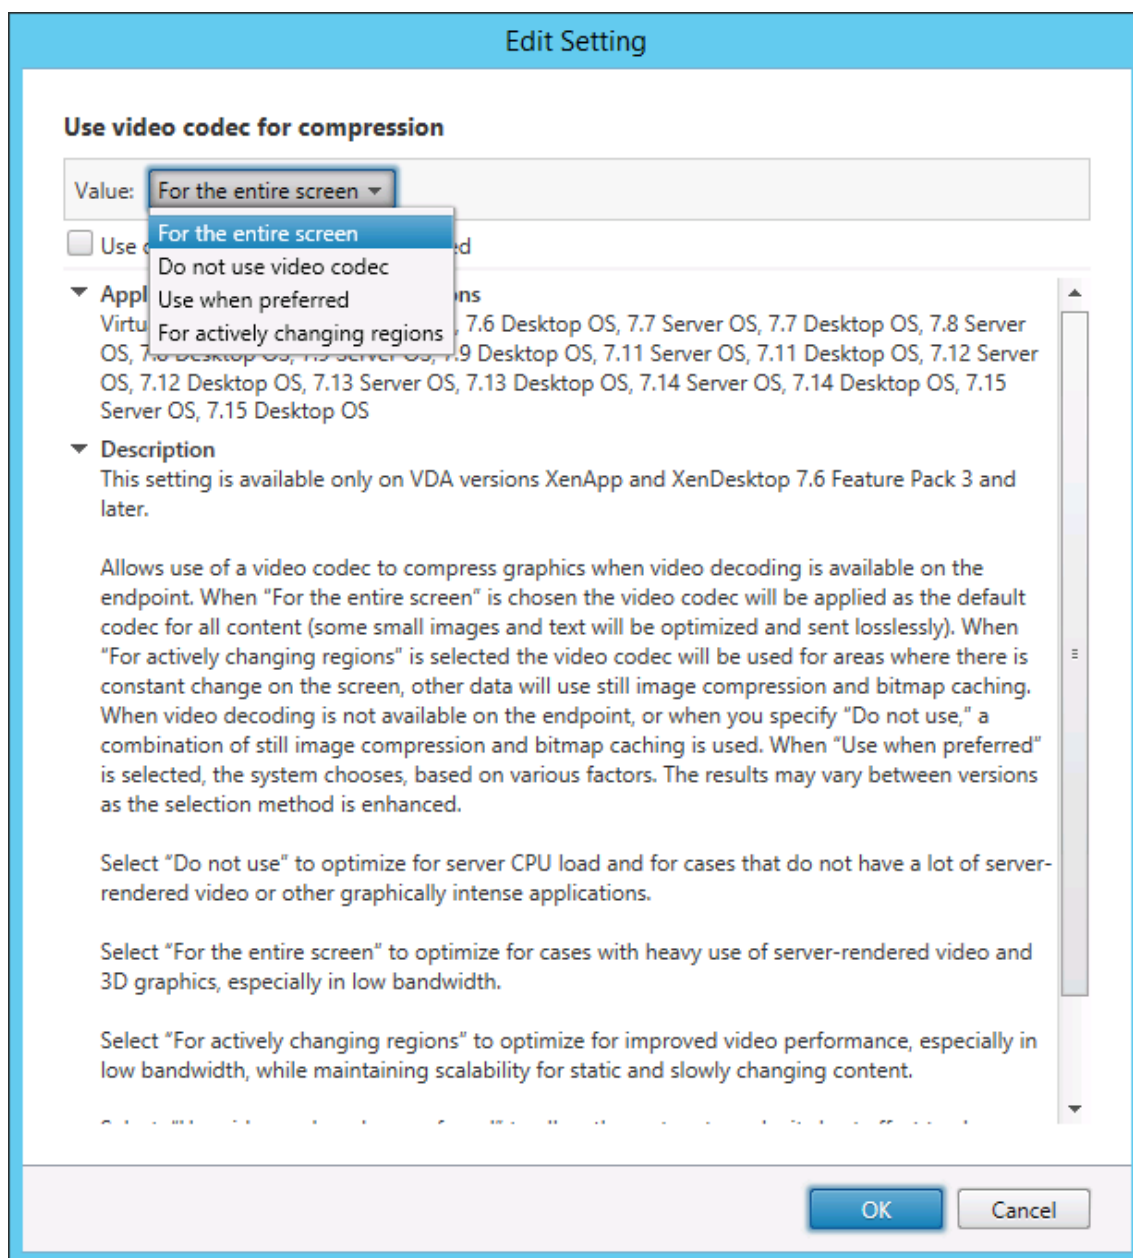 Edit Setting
Use video codec for compression
Value: For the entire screen
For the entire screen
Use ed
Do not use video codec
Appl ns
Use when preferred
Virtu , 7.6 Desktop OS, 7.7 Server OS, 7.7 Desktop OS, 7.8 Server
For actively changing regions
OS, 7.8 Desktop OS, 7.9 Server OS, 7.9 Desktop OS, 7.11 Server OS, 7.11 Desktop OS, 7.12 Server
OS, 7.12 Desktop OS, 7.13 Server OS, 7.13 Desktop OS, 7.14 Server OS, 7.14 Desktop OS, 7.15
Server OS, 7.15 Desktop OS
Description
This setting is available only on VDA versions XenApp and XenDesktop 7.6 Feature Pack 3 and
later.
Allows use of a video codec to compress graphics when video decoding is available on the
endpoint. When “For the entire screen” is chosen the video codec will be applied as the default
codec for all content (some small images and text will be optimized and sent losslessly). When
“For actively changing regions” is selected the video codec will be used for areas where there is
constant change on the screen, other data will use still image compression and bitmap caching.
When video decoding is not available on the endpoint, or when you specify “Do not use,” a
combination of still image compression and bitmap caching is used. When “Use when preferred”
is selected, the system chooses, based on various factors. The results may vary between versions
as the selection method is enhanced.
Select “Do not use” to optimize for server CPU load and for cases that do not have a lot of server-
rendered video or other graphically intense applications.
Select “For the entire screen” to optimize for cases with heavy use of server-rendered video and
3D graphics, especially in low bandwidth.
Select “For actively changing regions” to optimize for improved video performance, especially in
low bandwidth, while maintaining scalability for static and slowly changing content.
OK
Cancel